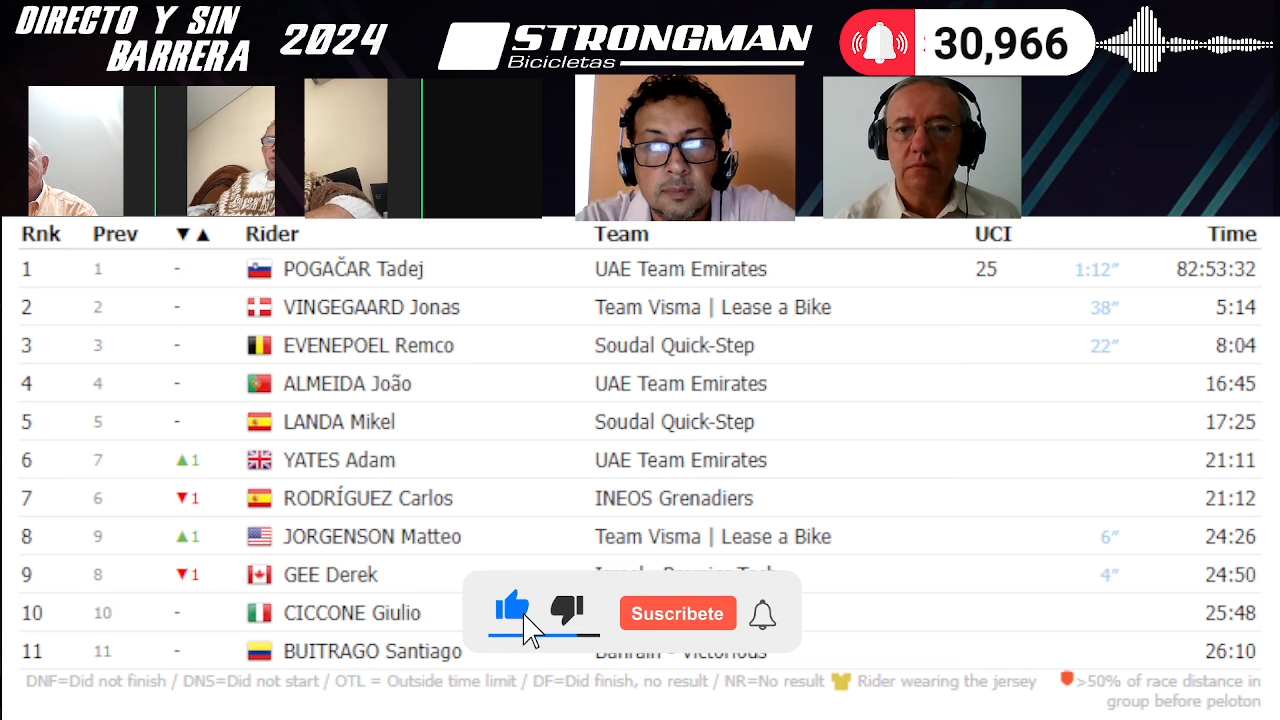 DIRECTO Y SIN BARRERA 2024
STRONGMAN
Bicicletas
30,966
Rnk Prev ▼▲ Rider Team UCI Time
1 1 - POGAČAR Tadej UAE Team Emirates 25 1:12″ 82:53:32
2 2 - VINGEGAARD Jonas Team Visma | Lease a Bike 38″ 5:14
3 3 - EVENEPOEL Remco Soudal Quick-Step 22″ 8:04
4 4 - ALMEIDA João UAE Team Emirates 16:45
5 5 - LANDA Mikel Soudal Quick-Step 17:25
6 7 ▲1 YATES Adam UAE Team Emirates 21:11
7 6 ▼1 RODRÍGUEZ Carlos INEOS Grenadiers 21:12
8 9 ▲1 JORGENSON Matteo Team Visma | Lease a Bike 6″ 24:26
9 8 ▼1 GEE Derek 4″ 24:50
10 10 - CICCONE Giulio 25:48
Suscribete
11 11 - BUITRAGO Santiago Bahrain - Victorious 26:10
DNF=Did not finish / DNS=Did not start / OTL = Outside time limit / DF=Did finish, no result / NR=No result Rider wearing the jersey >50% of race distance in
group before peloton